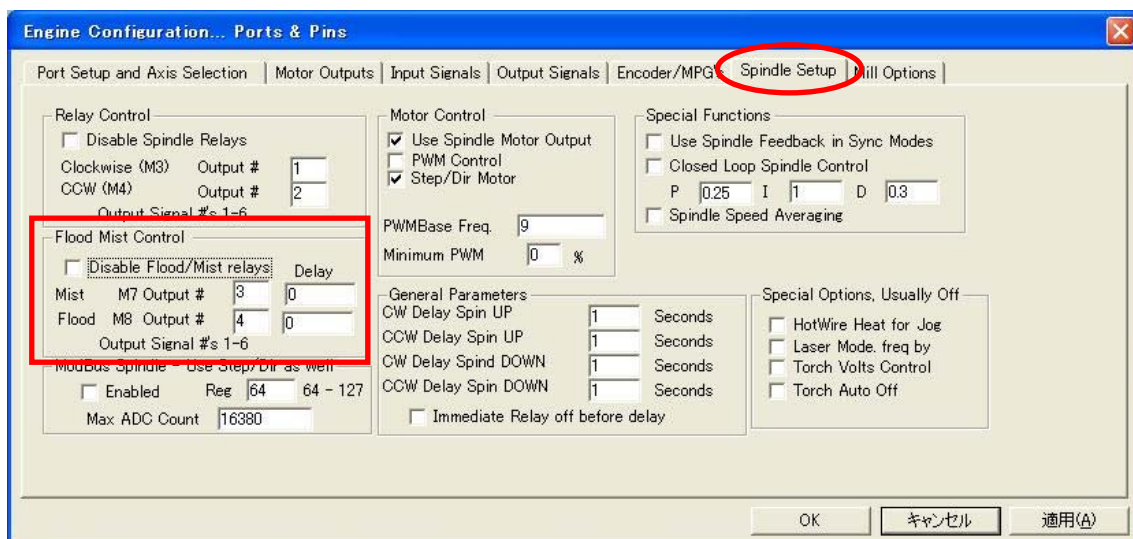 Engine Configuration... Ports & Pins
Port Setup and Axis Selection
Motor Outputs
Input Signals
Output Signals
Encoder/MPG's
Spindle Setup
Mill Options
Relay Control
Disable Spindle Relays
Clockwise (M3) Output # 1
CCW (M4) Output # 2
Output Signal #'s 1-6
Flood Mist Control
Disable Flood/Mist relays Delay
Mist M7 Output # 3 0
Flood M8 Output # 4 0
Output Signal #'s 1-6
ModBus Spindle - Use Step/Dir as well
Enabled Reg 64 64 - 127
Max ADC Count 16380
Motor Control
Use Spindle Motor Output
PWM Control
Step/Dir Motor
PWMBase Freq. 9
Minimum PWM 0 %
General Parameters
CW Delay Spin UP 1 Seconds
CCW Delay Spin UP 1 Seconds
CW Delay Spind DOWN 1 Seconds
CCW Delay Spin DOWN 1 Seconds
Immediate Relay off before delay
Special Functions
Use Spindle Feedback in Sync Modes
Closed Loop Spindle Control
P 0.25 I 1 D 0.3
Spindle Speed Averaging
Special Options, Usually Off
HotWire Heat for Jog
Laser Mode. freq by
Torch Volts Control
Torch Auto Off
OK
キャンセル
適用(A)